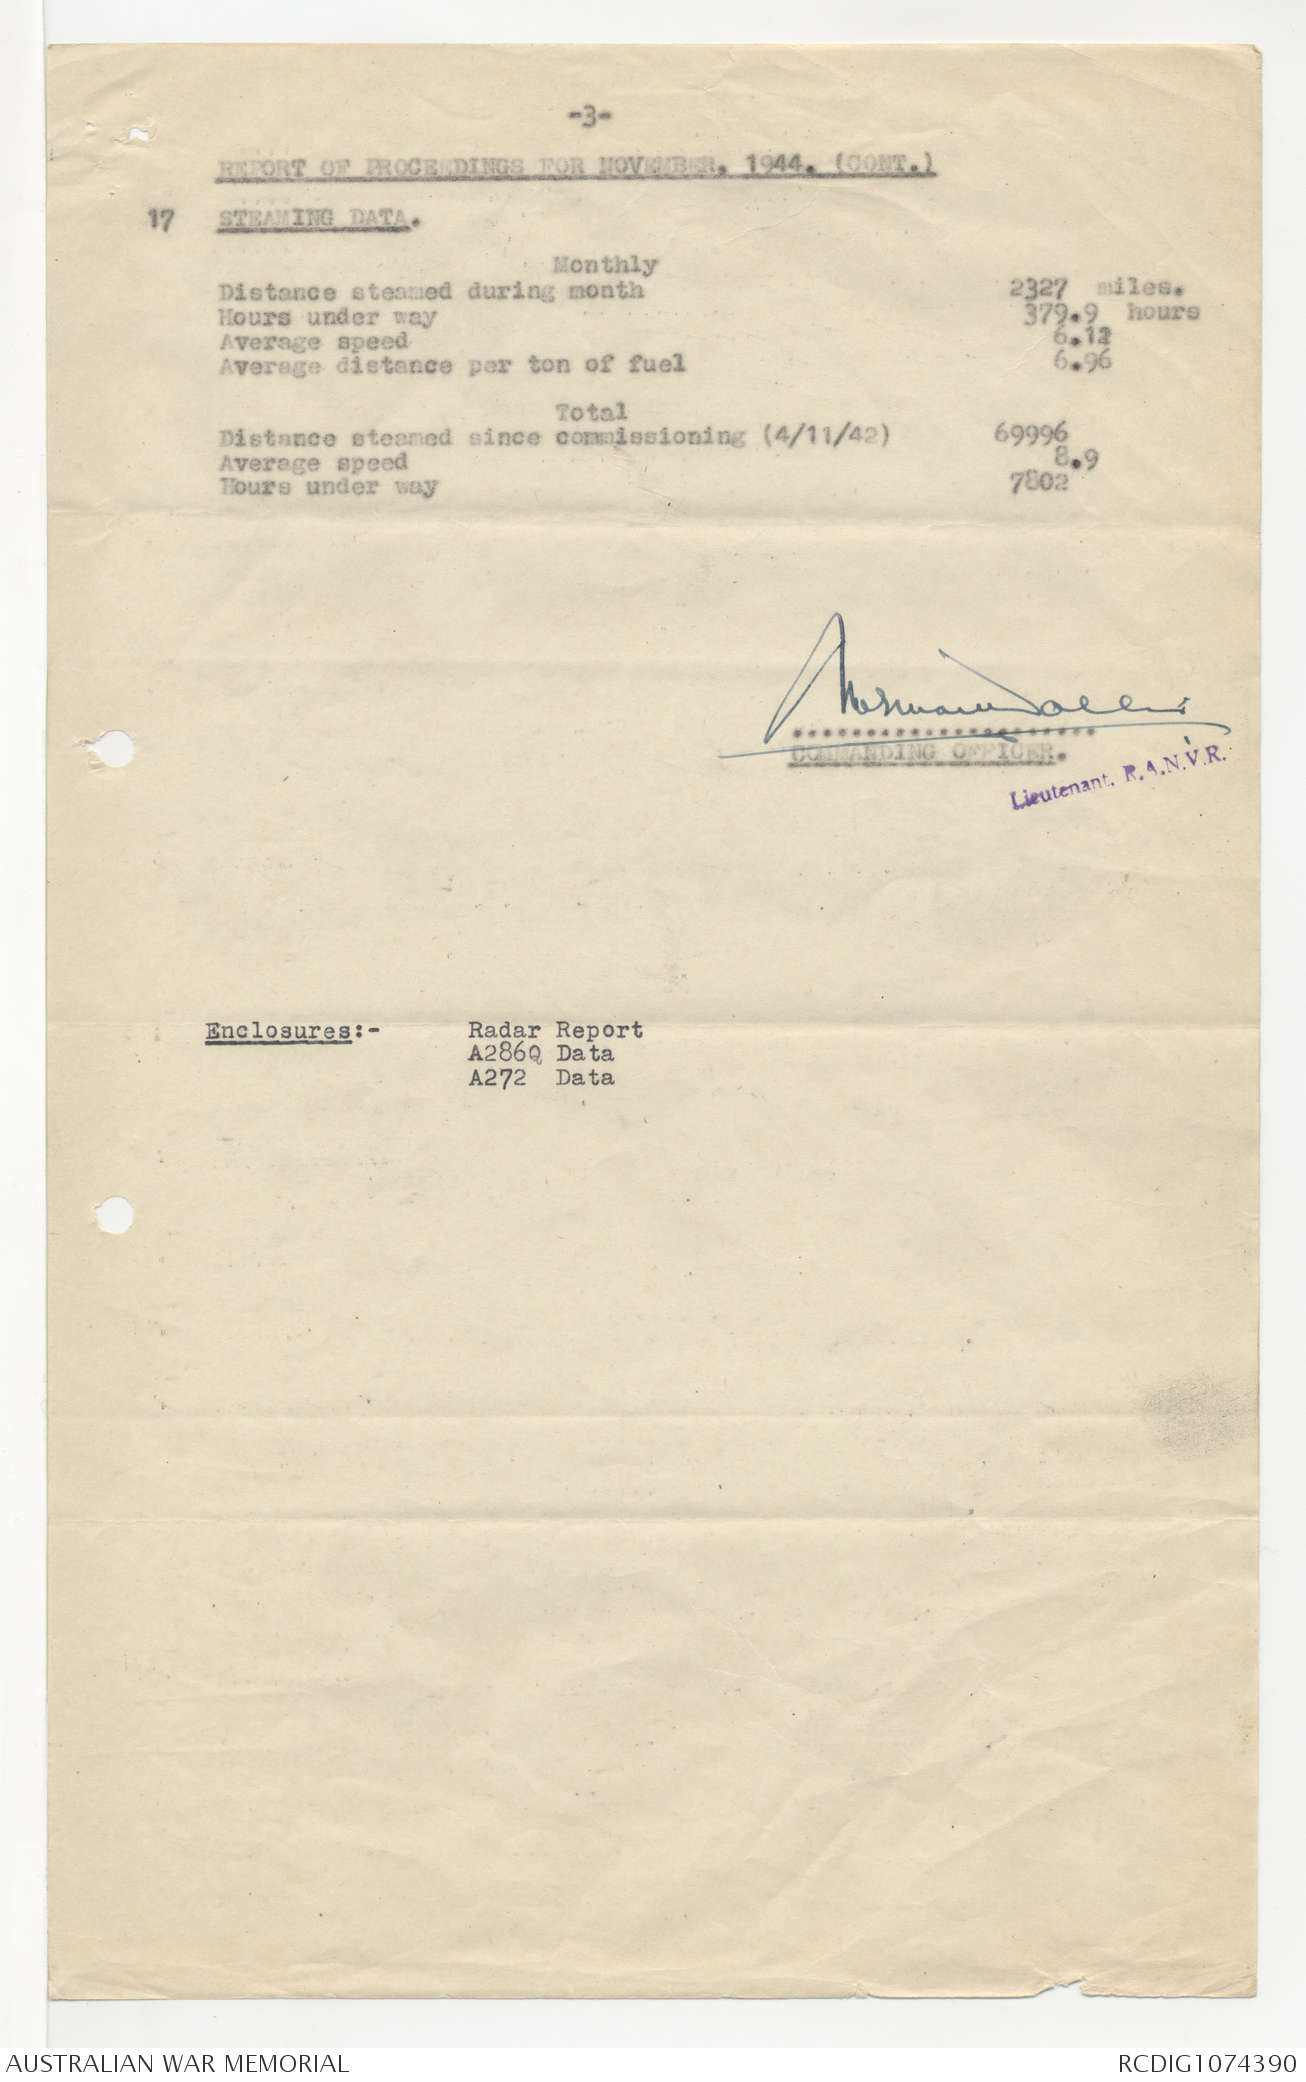 -3-
REPORT OF PROCEEDINGS FOR NOVEMBER, 1944. (CONT.)
17 STEAMING DATA.
Monthly
Distance steamed during month 2327 miles.
Hours under way 379.9 hours
Average speed 6.12
Average distance per ton of fuel 6.96
Total
Distance steamed since commissioning (4/11/42) 69996
Average speed 8.9
Hours under way 7802
COMMANDING OFFICER.
Lieutenant. R.A.N.V.R.
Enclosures:- Radar Report
A286Q Data
A272 Data
AUSTRALIAN WAR MEMORIAL RCDIG1074390